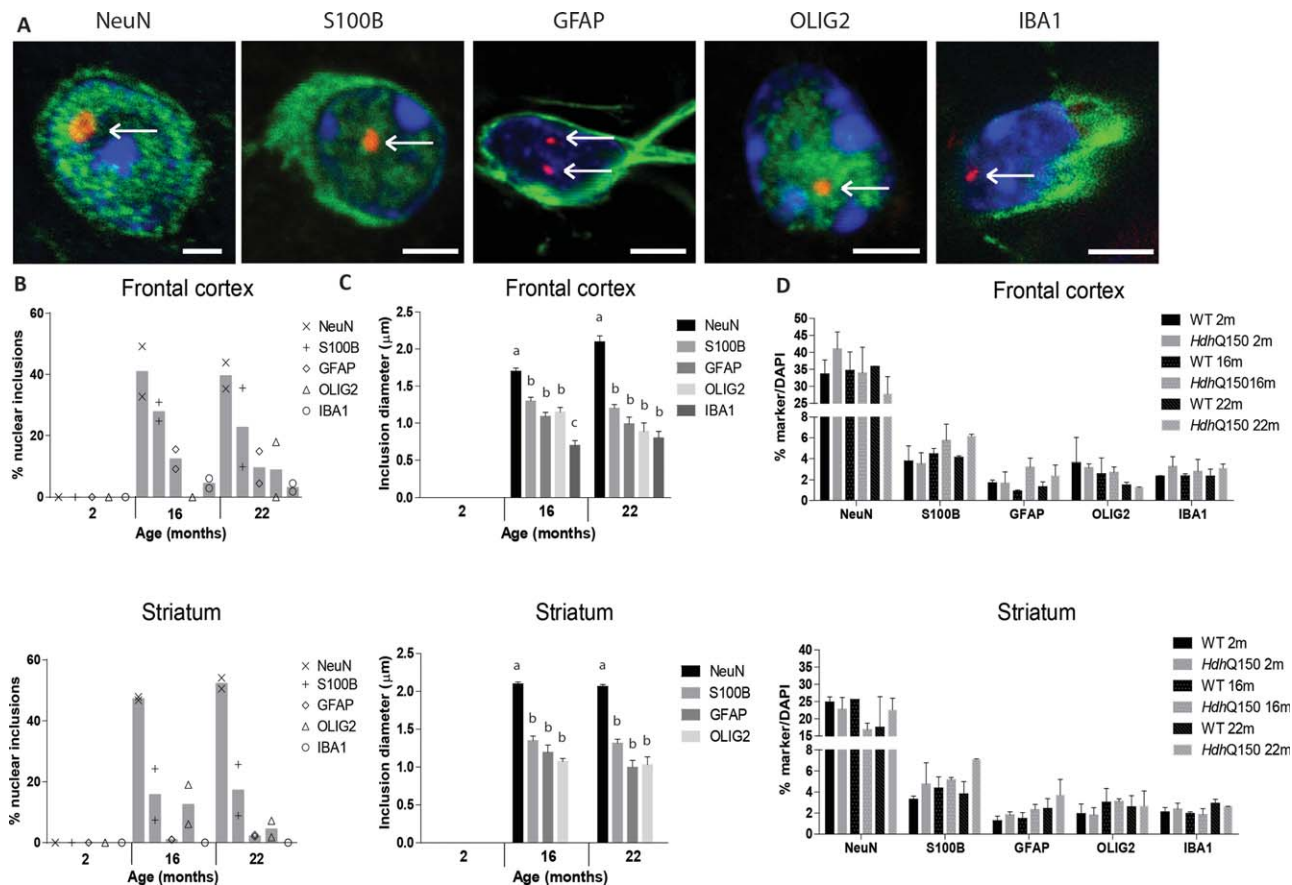 A
NeuN
S100B
GFAP
OLIG2
IBA1
B
Frontal cortex
% nuclear inclusions
60
40
20
0
2
16
22
Age (months)
NeuN
S100B
GFAP
OLIG2
IBA1
C
Frontal cortex
Inclusion diameter (μm)
2.5
2.0
1.5
1.0
0.5
0.0
a
b
b
b
c
a
b
b
b
b
2
16
22
Age (months)
NeuN
S100B
GFAP
OLIG2
IBA1
D
Frontal cortex
% marker/DAPI
50
45
40
35
30
25
20
15
8
6
4
2
0
NeuN
S100B
GFAP
OLIG2
IBA1
WT 2m
HdhQ150 2m
WT 16m
HdhQ15016m
WT 22m
HdhQ150 22m
Striatum
% nuclear inclusions
60
40
20
0
2
16
22
Age (months)
NeuN
S100B
GFAP
OLIG2
IBA1
Striatum
Inclusion diameter (μm)
2.5
2.0
1.5
1.0
0.5
0.0
a
b
b
b
a
b
b
b
2
16
22
Age (months)
NeuN
S100B
GFAP
OLIG2
Striatum
% marker/DAPI
50
45
40
35
30
25
20
15
8
6
4
2
0
NeuN
S100B
GFAP
OLIG2
IBA1
WT 2m
HdhQ150 2m
WT 16m
HdhQ150 16m
WT 22m
HdhQ150 22m